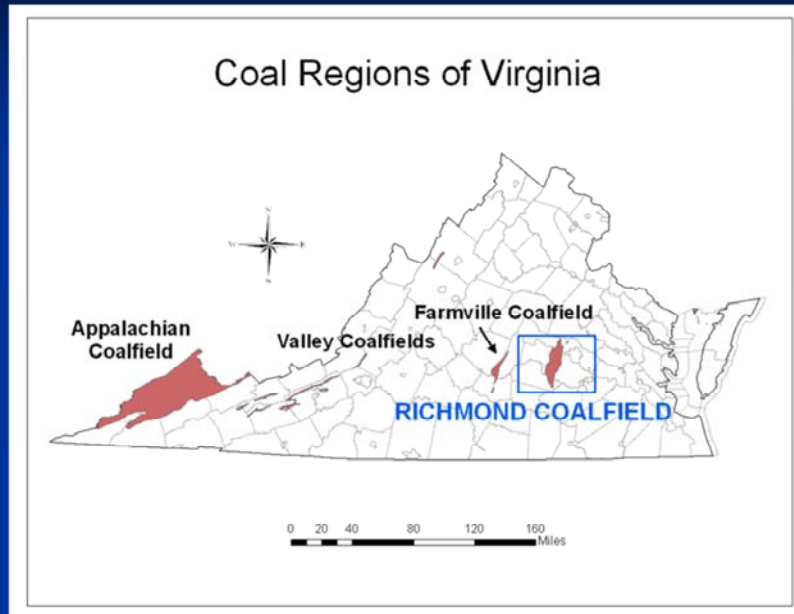 Coal Regions of Virginia
N
W
E
S
Appalachian
Coalfield
Valley Coalfields
Farmville Coalfield
RICHMOND COALFIELD
0 20 40 80 120 160
Miles